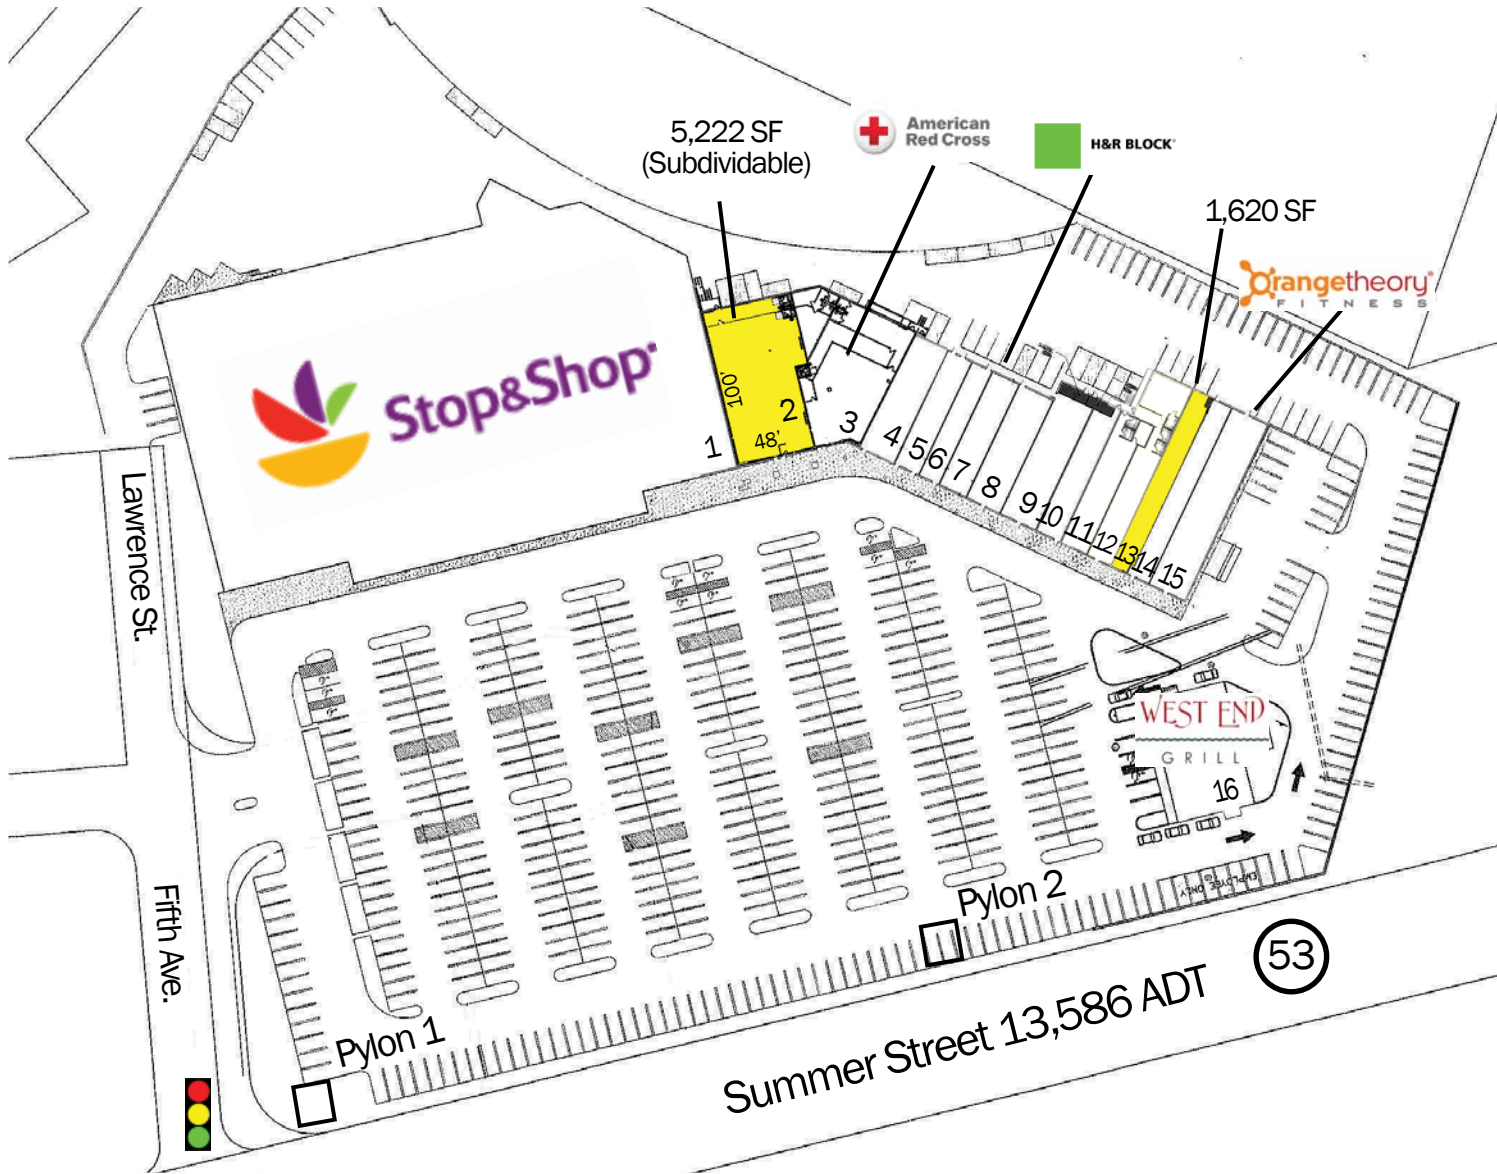 5,222 SF
(Subdividable)
American
Red Cross
H&R BLOCK
1,620 SF
Orangetheory
FITNESS
Stop&Shop
100'
48'
1
2
3
4
5
6
7
8
9
10
11
12
13
14
15
Lawrence St.
WEST END
GRILL
16
Fifth Ave.
EMPLOYEE ONLY
Pylon 2
Pylon 1
53
Summer Street 13,586 ADT